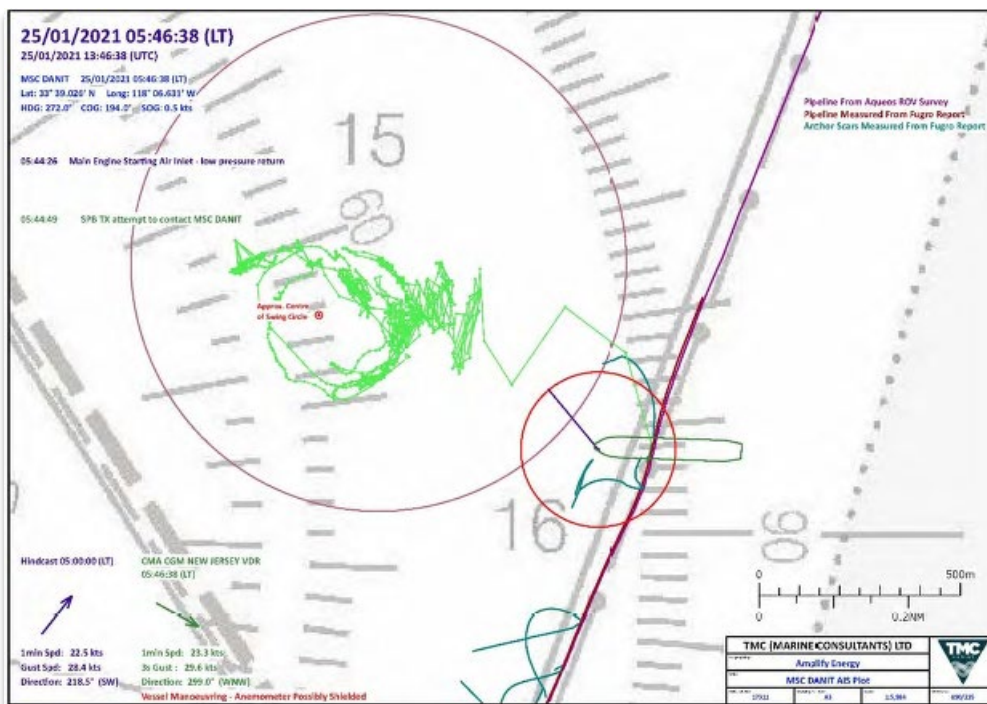 25/01/2021 05:46:38 (LT)
25/01/2021 13:46:38 (UTC)
MSC DANIT 25/01/2021 05:46:38 (LT)
Lat: 33° 39.026' N Long: 118° 06.631' W
HDG: 272.0° COG: 194.0° SOG: 0.5 kts
05:44:26 Main Engine Starting Air Inlet - low pressure return
05:44:49 SPB TX attempt to contact MSC DANIT
Pipeline From Aqueos ROV Survey
Pipeline Measured From Fugro Report
Anchor Scars Measured From Fugro Report
15
60
Approx. Centre
of Swing Circle
16
60
Hindcast 05:00:00 (LT)
1min Spd: 22.5 kts
Gust Spd: 28.4 kts
Direction: 218.5° (SW)
CMA CGM NEW JERSEY VDR
05:46:38 (LT)
1min Spd: 23.3 kts
3s Gust : 29.6 kts
Direction: 299.0° (WNW)
Vessel Manoeuvring - Anemometer Possibly Shielded
0 500m
0 0.2NM
TMC (MARINE CONSULTANTS) LTD
Amplify Energy
MSC DANIT AIS Plot
A3
TMC